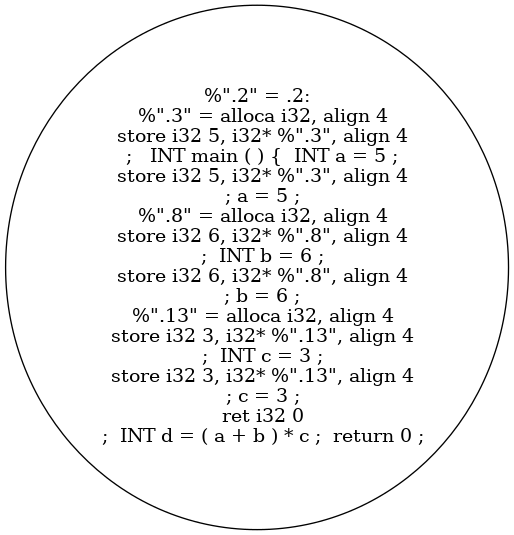 %".2" = .2:
%".3" = alloca i32, align 4
store i32 5, i32* %".3", align 4
; INT main ( ) { INT a = 5 ;
store i32 5, i32* %".3", align 4
; a = 5 ;
%".8" = alloca i32, align 4
store i32 6, i32* %".8", align 4
; INT b = 6 ;
store i32 6, i32* %".8", align 4
; b = 6 ;
%".13" = alloca i32, align 4
store i32 3, i32* %".13", align 4
; INT c = 3 ;
store i32 3, i32* %".13", align 4
; c = 3 ;
ret i32 0
; INT d = ( a + b ) * c ; return 0 ;